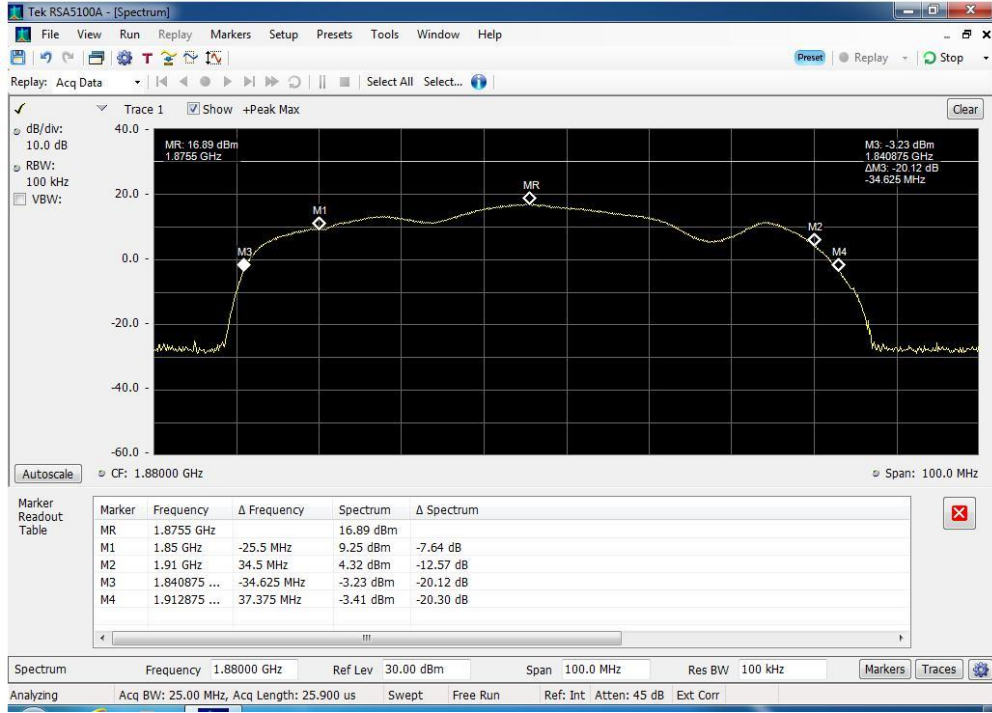 Tek RSA5100A - [Spectrum]
File View Run Replay Markers Setup Presets Tools Window Help
Preset Replay Stop
Replay: Acq Data Select All Select...
Trace 1 Show +Peak Max Clear
dB/div:
10.0 dB
RBW:
100 kHz
VBW:
40.0
20.0
0.0
-20.0
-40.0
-60.0
MR: 16.89 dBm
1.8755 GHz
M3: -3.23 dBm
1.840875 GHz
ΔM3: -20.12 dB
-34.625 MHz
MR
M1
M2
M3
M4
Autoscale CF: 1.88000 GHz Span: 100.0 MHz
Marker
Readout
Table
Marker Frequency Δ Frequency Spectrum Δ Spectrum
MR 1.8755 GHz 16.89 dBm
M1 1.85 GHz -25.5 MHz 9.25 dBm -7.64 dB
M2 1.91 GHz 34.5 MHz 4.32 dBm -12.57 dB
M3 1.840875 ... -34.625 MHz -3.23 dBm -20.12 dB
M4 1.912875 ... 37.375 MHz -3.41 dBm -20.30 dB
Spectrum Frequency 1.88000 GHz Ref Lev 30.00 dBm Span 100.0 MHz Res BW 100 kHz Markers Traces
Analyzing Acq BW: 25.00 MHz, Acq Length: 25.900 us Swept Free Run Ref: Int Atten: 45 dB Ext Corr